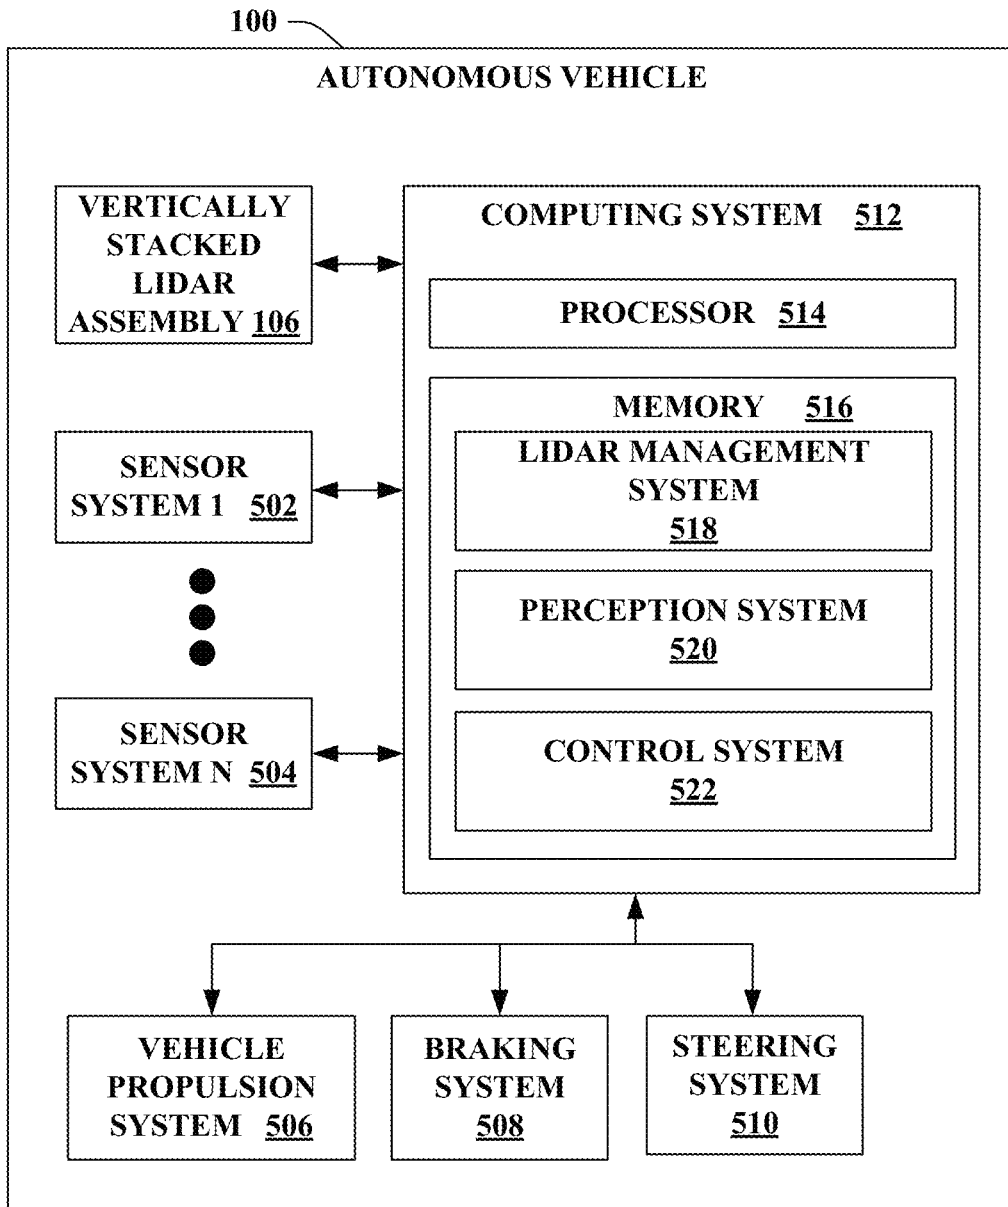 100
AUTONOMOUS VEHICLE
VERTICALLY
STACKED
LIDAR
ASSEMBLY 106
COMPUTING SYSTEM 512
PROCESSOR 514
MEMORY 516
LIDAR MANAGEMENT
SYSTEM
518
SENSOR
SYSTEM 1 502
PERCEPTION SYSTEM
520
SENSOR
SYSTEM N 504
CONTROL SYSTEM
522
VEHICLE
PROPULSION
SYSTEM 506
BRAKING
SYSTEM
508
STEERING
SYSTEM
510